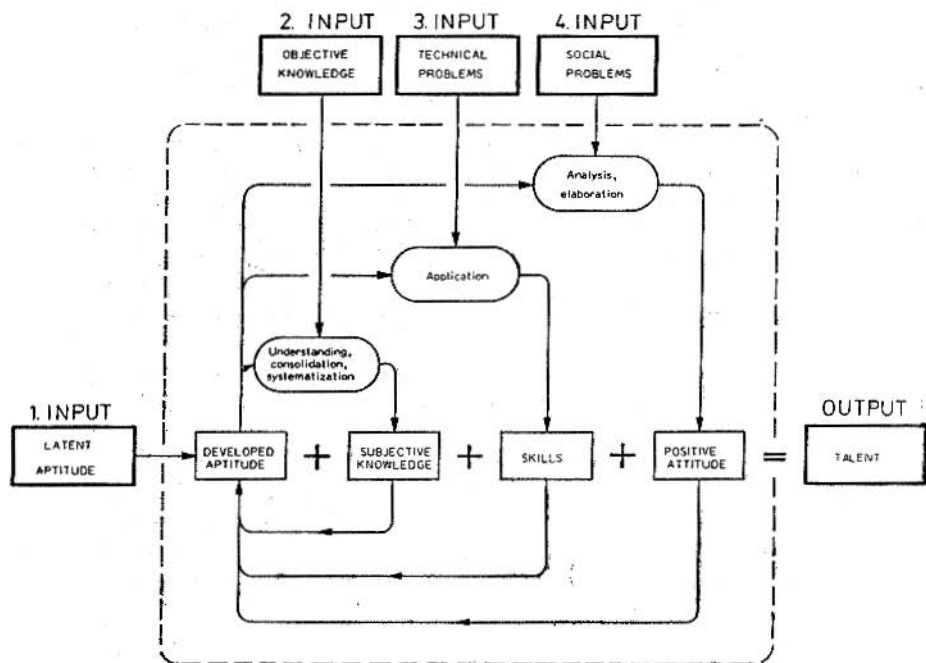 2. INPUT
3. INPUT
4. INPUT
OBJECTIVE
KNOWLEDGE
TECHNICAL
PROBLEMS
SOCIAL
PROBLEMS
Analysis,
elaboration
Application
Understanding,
consolidation,
systematization
1. INPUT
LATENT
APTITUDE
DEVELOPED
APTITUDE
+
SUBJECTIVE
KNOWLEDGE
+
SKILLS
+
POSITIVE
ATTITUDE
=
OUTPUT
TALENT